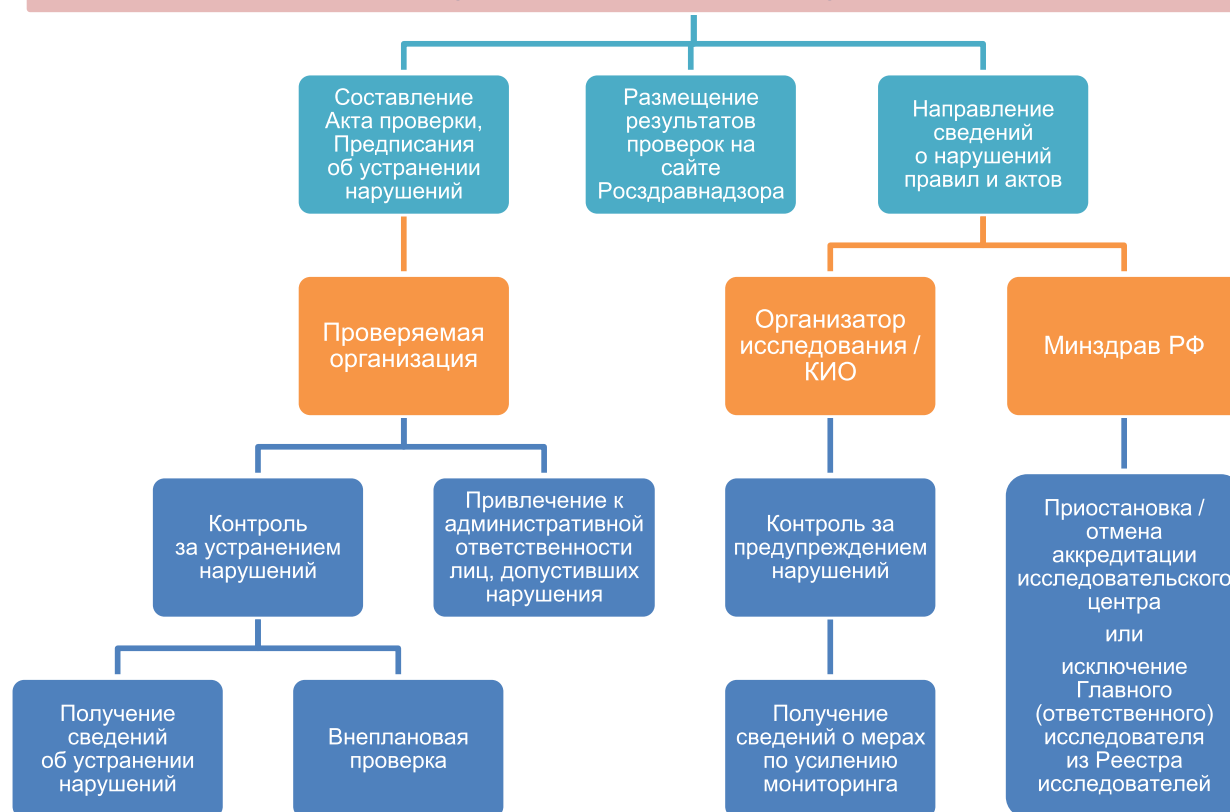 Составление
Акта проверки,
Предписания
об устранении
нарушений
Размещение
результатов
проверок на
сайте
Росздравнадзора
Направление
сведений
о нарушений
правил и актов
Проверяемая
организация
Организатор
исследования /
КИО
Минздрав РФ
Контроль
за устранением
нарушений
Привлечение к
административной
ответственности
лиц, допустивших
нарушения
Контроль за
предупреждением
нарушений
Приостановка /
отмена
аккредитации
исследовательского
центра
или
исключение
Главного
(ответственного)
исследователя
из Реестра
исследователей
Получение
сведений
об устранении
нарушений
Внеплановая
проверка
Получение
сведений о мерах
по усилению
мониторинга